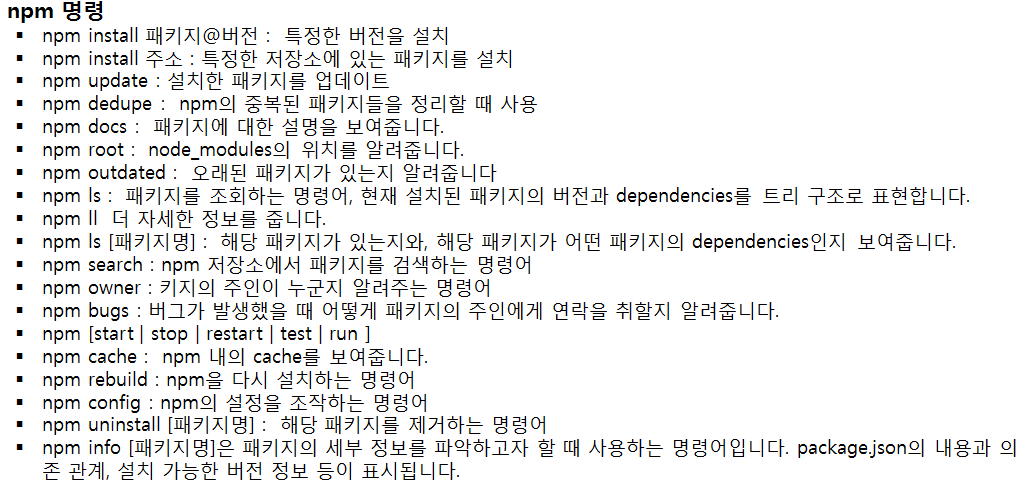 npm 명령
▪ npm install 패키지@버전 : 특정한 버전을 설치
▪ npm install 주소 : 특정한 저장소에 있는 패키지를 설치
▪ npm update : 설치한 패키지를 업데이트
▪ npm dedupe : npm의 중복된 패키지들을 정리할 때 사용
▪ npm docs : 패키지에 대한 설명을 보여줍니다.
▪ npm root : node_modules의 위치를 알려줍니다.
▪ npm outdated : 오래된 패키지가 있는지 알려줍니다
▪ npm ls : 패키지를 조회하는 명령어, 현재 설치된 패키지의 버전과 dependencies를 트리 구조로 표현합니다.
▪ npm ll 더 자세한 정보를 줍니다.
▪ npm ls [패키지명] : 해당 패키지가 있는지와, 해당 패키지가 어떤 패키지의 dependencies인지 보여줍니다.
▪ npm search : npm 저장소에서 패키지를 검색하는 명령어
▪ npm owner : 키지의 주인이 누군지 알려주는 명령어
▪ npm bugs : 버그가 발생했을 때 어떻게 패키지의 주인에게 연락을 취할지 알려줍니다.
▪ npm [start | stop | restart | test | run ]
▪ npm cache : npm 내의 cache를 보여줍니다.
▪ npm rebuild : npm을 다시 설치하는 명령어
▪ npm config : npm의 설정을 조작하는 명령어
▪ npm uninstall [패키지명] : 해당 패키지를 제거하는 명령어
▪ npm info [패키지명]은 패키지의 세부 정보를 파악하고자 할 때 사용하는 명령어입니다. package.json의 내용과 의
존 관계, 설치 가능한 버전 정보 등이 표시됩니다.